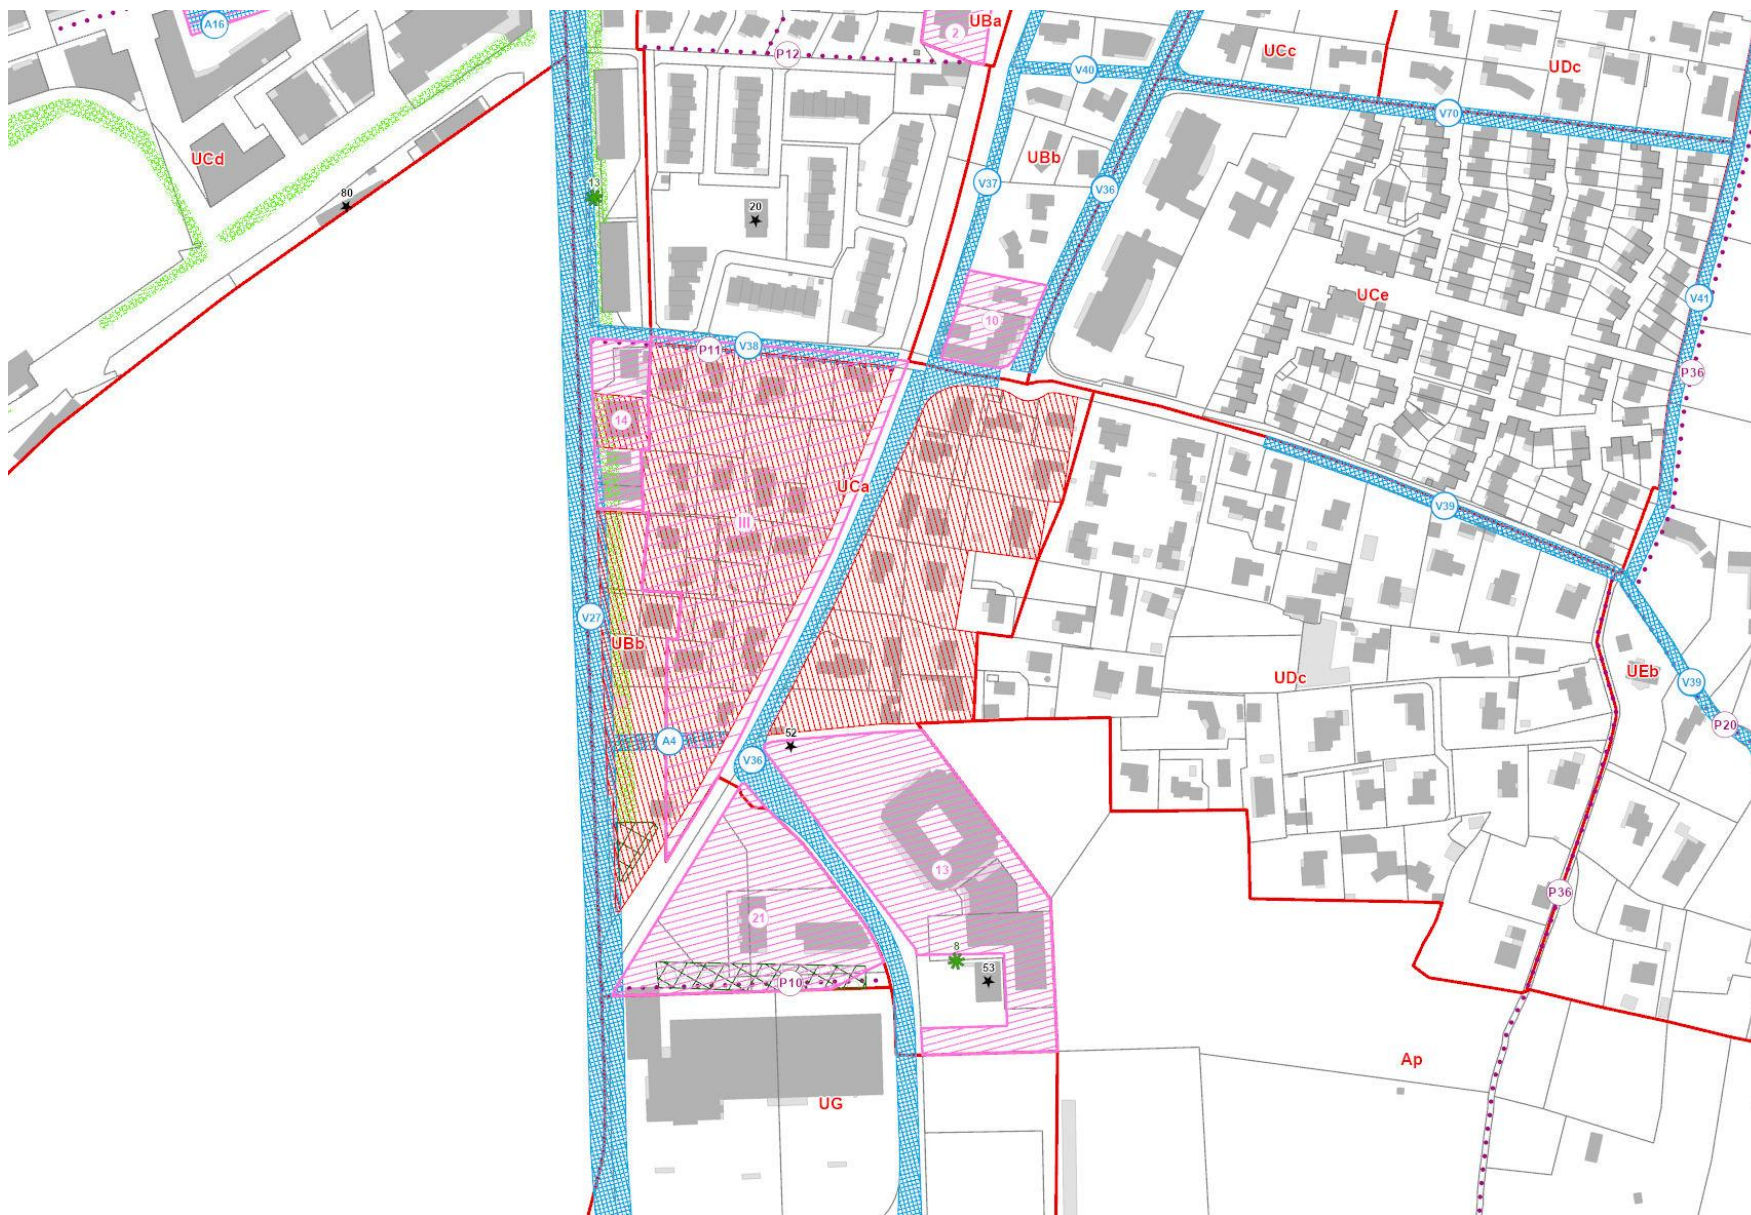 A16
UBa
2
P12
UCc
V40
UDc
V70
UCd
UBb
80
13
V37
V36
20
UCe
V41
10
P11
V38
P36
14
UCa
III
V39
V27
UBb
UDc
UEb
V39
A4
52
V36
P20
13
P36
21
8
53
P10
Ap
UG